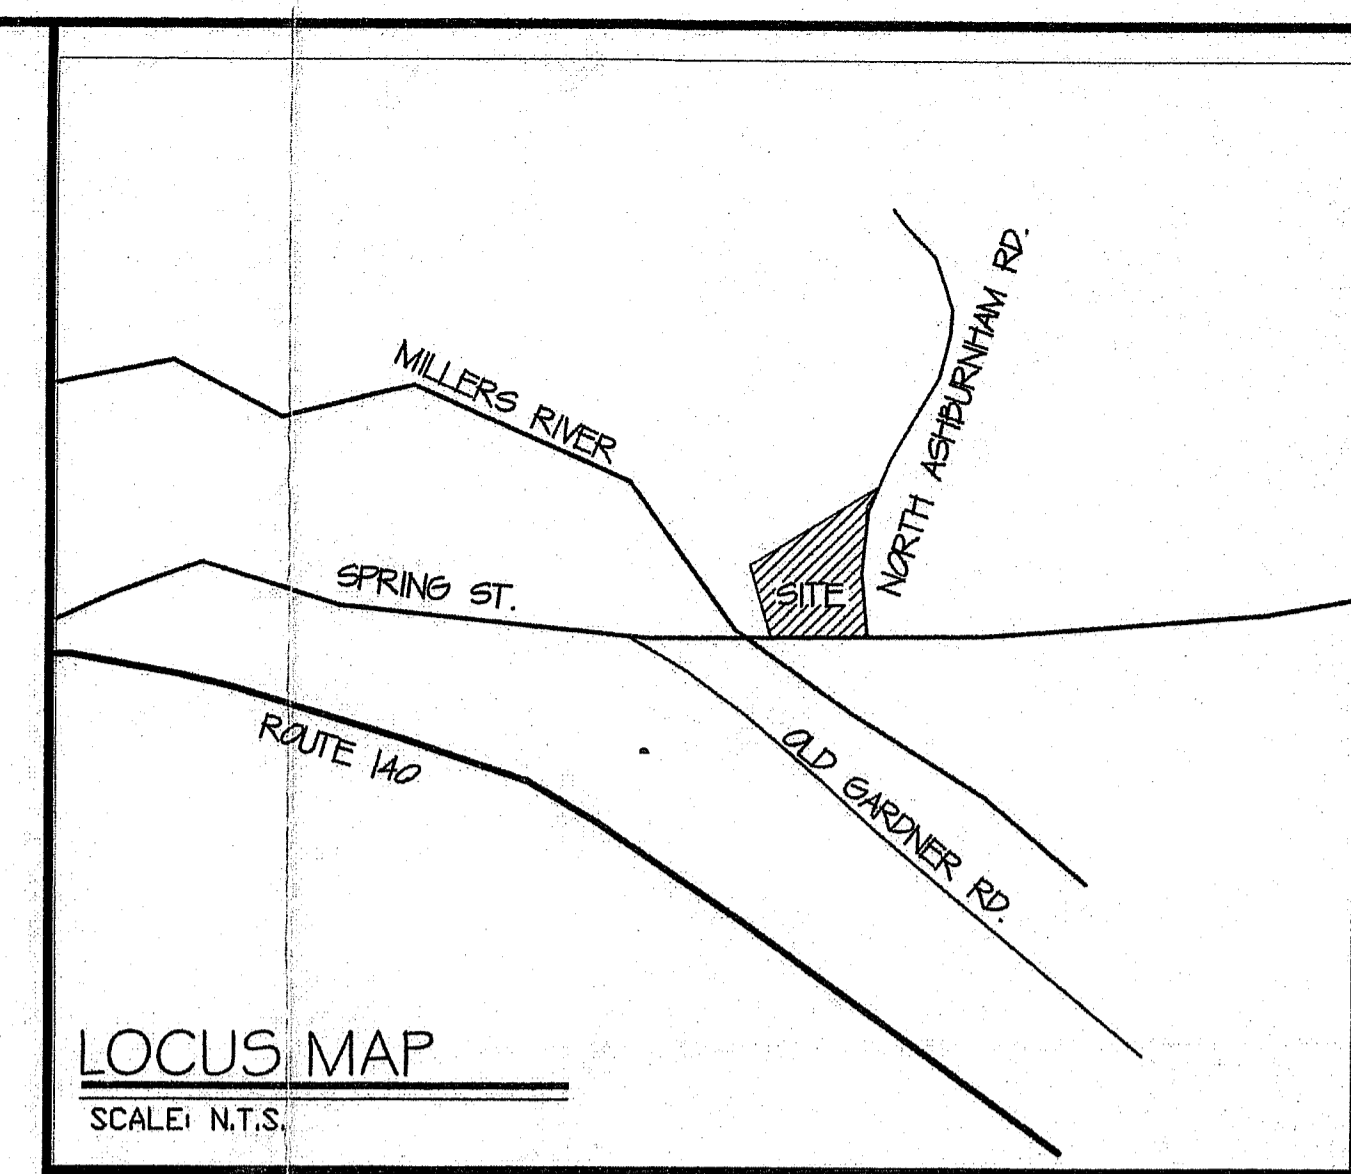 NORTH ASHBURNHAM RD.
MILLERS RIVER
SPRING ST.
SITE
ROUTE 140
OLD GARDNER RD.
LOCUS MAP
SCALE: N.T.S.